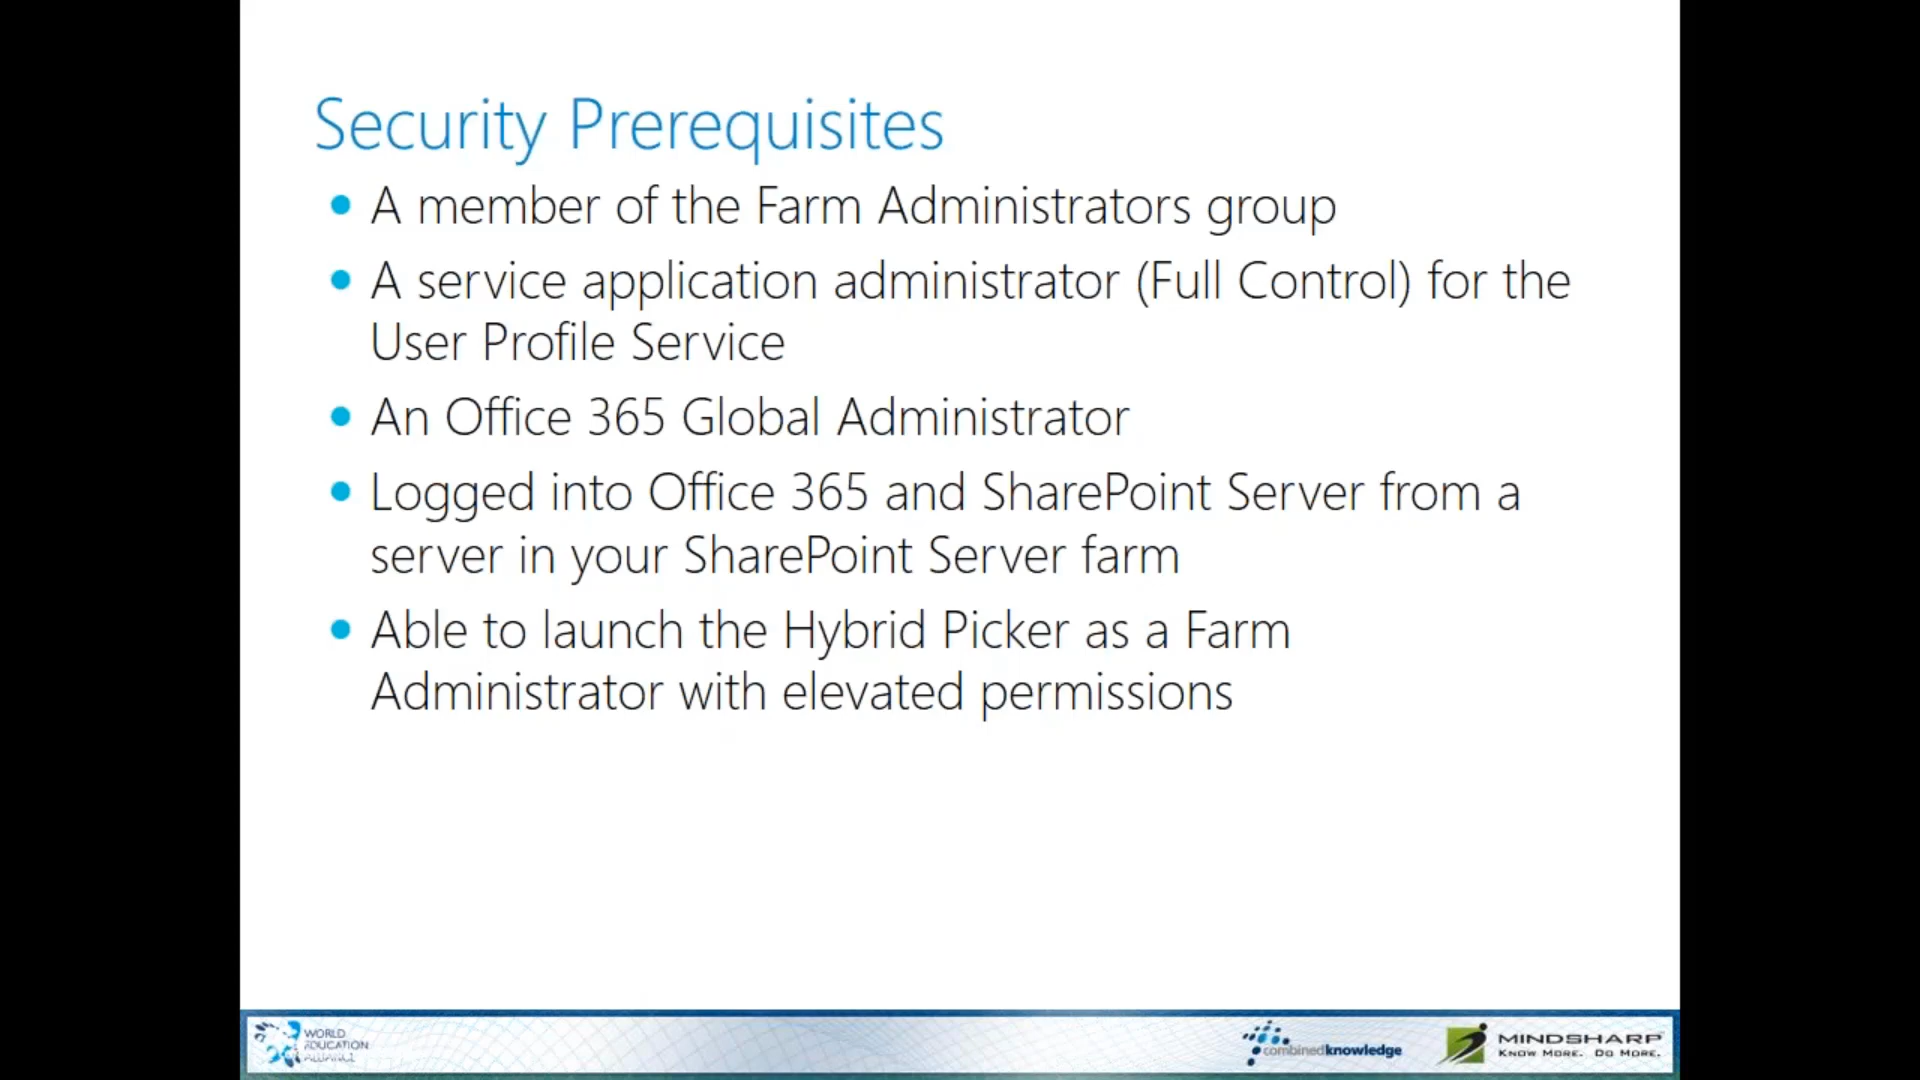 Security Prerequisites
A member of the Farm Administrators group
A service application administrator (Full Control) for the
User Profile Service
An Office 365 Global Administrator
Logged into Office 365 and SharePoint Server from a
server in your SharePoint Server farm
Able to launch the Hybrid Picker as a Farm
Administrator with elevated permissions
WORLD
EDUCATION
ALLIANCE
combinedknowledge
MINDSHARP
KNOW MORE. DO MORE.